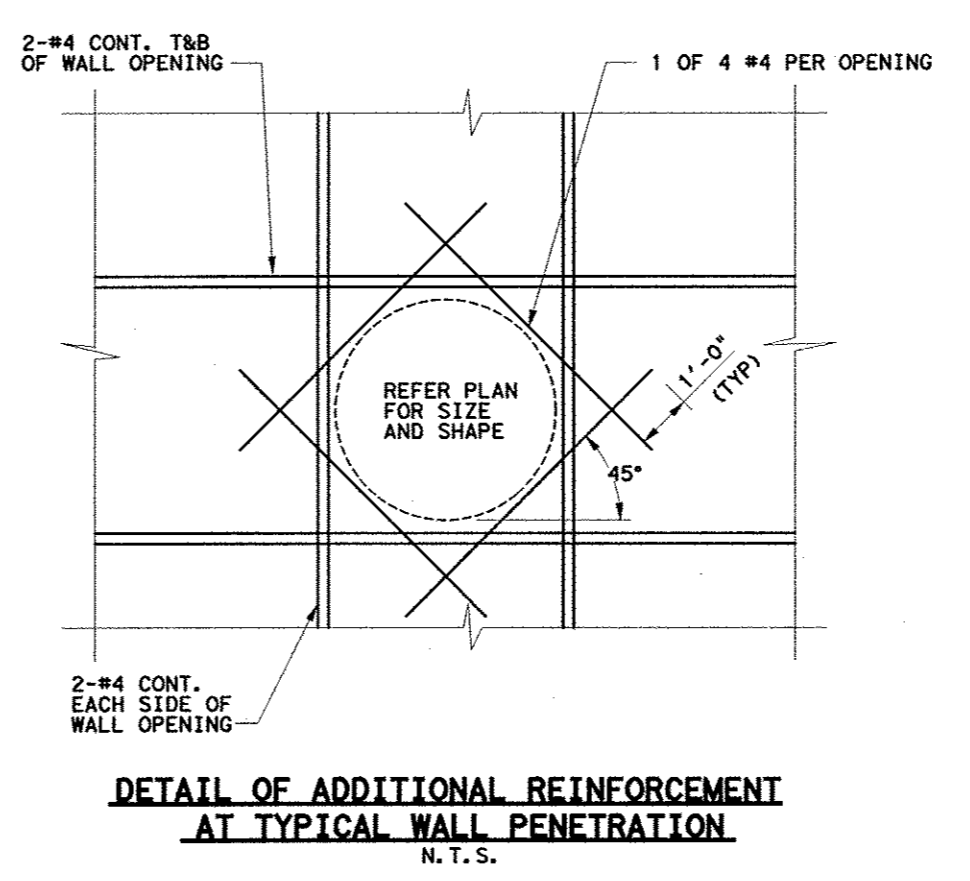 2-#4 CONT. T&B
OF WALL OPENING
1 OF 4 #4 PER OPENING
REFER PLAN
FOR SIZE
AND SHAPE
1'-0"
(TYP)
45°
2-#4 CONT.
EACH SIDE OF
WALL OPENING
DETAIL OF ADDITIONAL REINFORCEMENT
AT TYPICAL WALL PENETRATION
N.T.S.